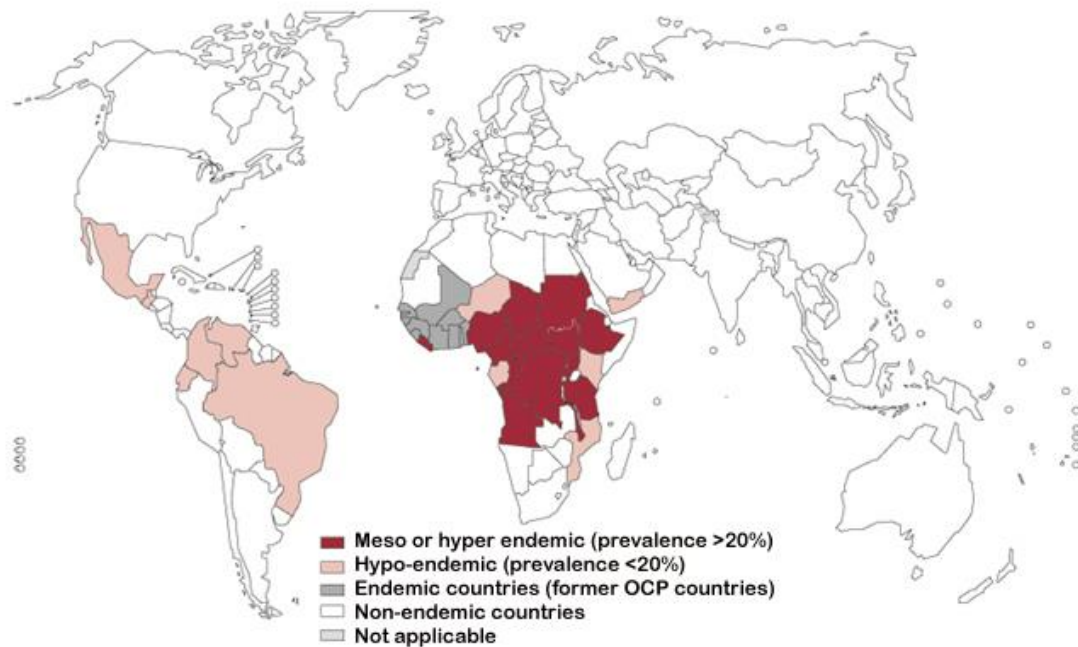 Meso or hyper endemic (prevalence >20%)
Hypo-endemic (prevalence <20%)
Endemic countries (former OCP countries)
Non-endemic countries
Not applicable